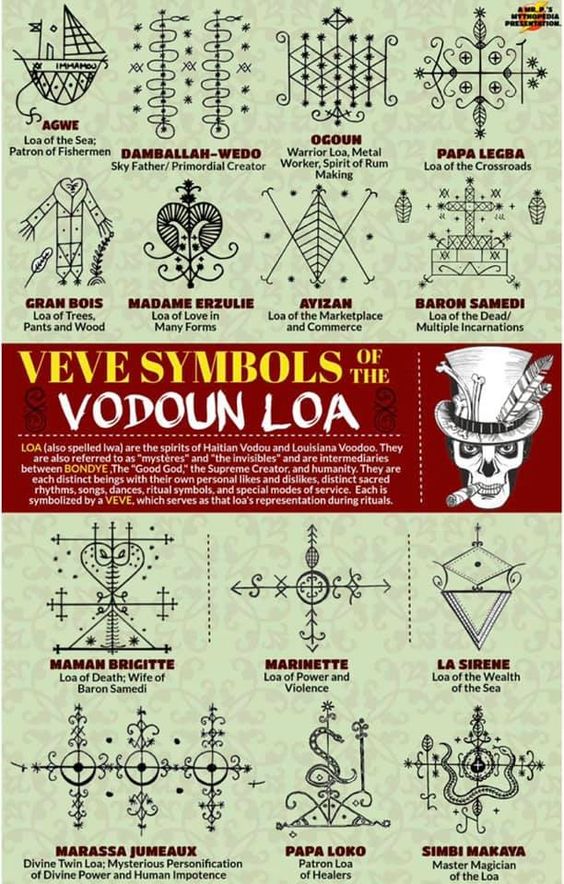 A MR. P.'S
MYTHOPEDIA
PRESENTATION.
IMMAMOU
AGWE
Loa of the Sea;
Patron of Fishermen
DAMBALLAH-WEDO
Sky Father/ Primordial Creator
OGOUN
Warrior Loa, Metal
Worker, Spirit of Rum
Making
PAPA LEGBA
Loa of the Crossroads
GRAN BOIS
Loa of Trees,
Pants and Wood
MADAME ERZULIE
Loa of Love in
Many Forms
AYIZAN
Loa of the Marketplace
and Commerce
BARON SAMEDI
Loa of the Dead/
Multiple Incarnations
VEVE SYMBOLS OF THE
VODOUN LOA
LOA (also spelled lwa) are the spirits of Haitian Vodou and Louisiana Voodoo. They
are also referred to as "mystères" and "the invisibles" and are intermediaries
between BONDYE ,The "Good God," the Supreme Creator, and humanity. They are
each distinct beings with their own personal likes and dislikes, distinct sacred
rhythms, songs, dances, ritual symbols, and special modes of service. Each is
symbolized by a VEVE, which serves as that loa's representation during rituals.
MAMAN BRIGITTE
Loa of Death; Wife of
Baron Samedi
MARINETTE
Loa of Power and
Violence
LA SIRENE
Loa of the Wealth
of the Sea
MARASSA JUMEAUX
Divine Twin Loa; Mysterious Personification
of Divine Power and Human Impotence
PAPA LOKO
Patron Loa
of Healers
SIMBI MAKAYA
Master Magician
of the Loa